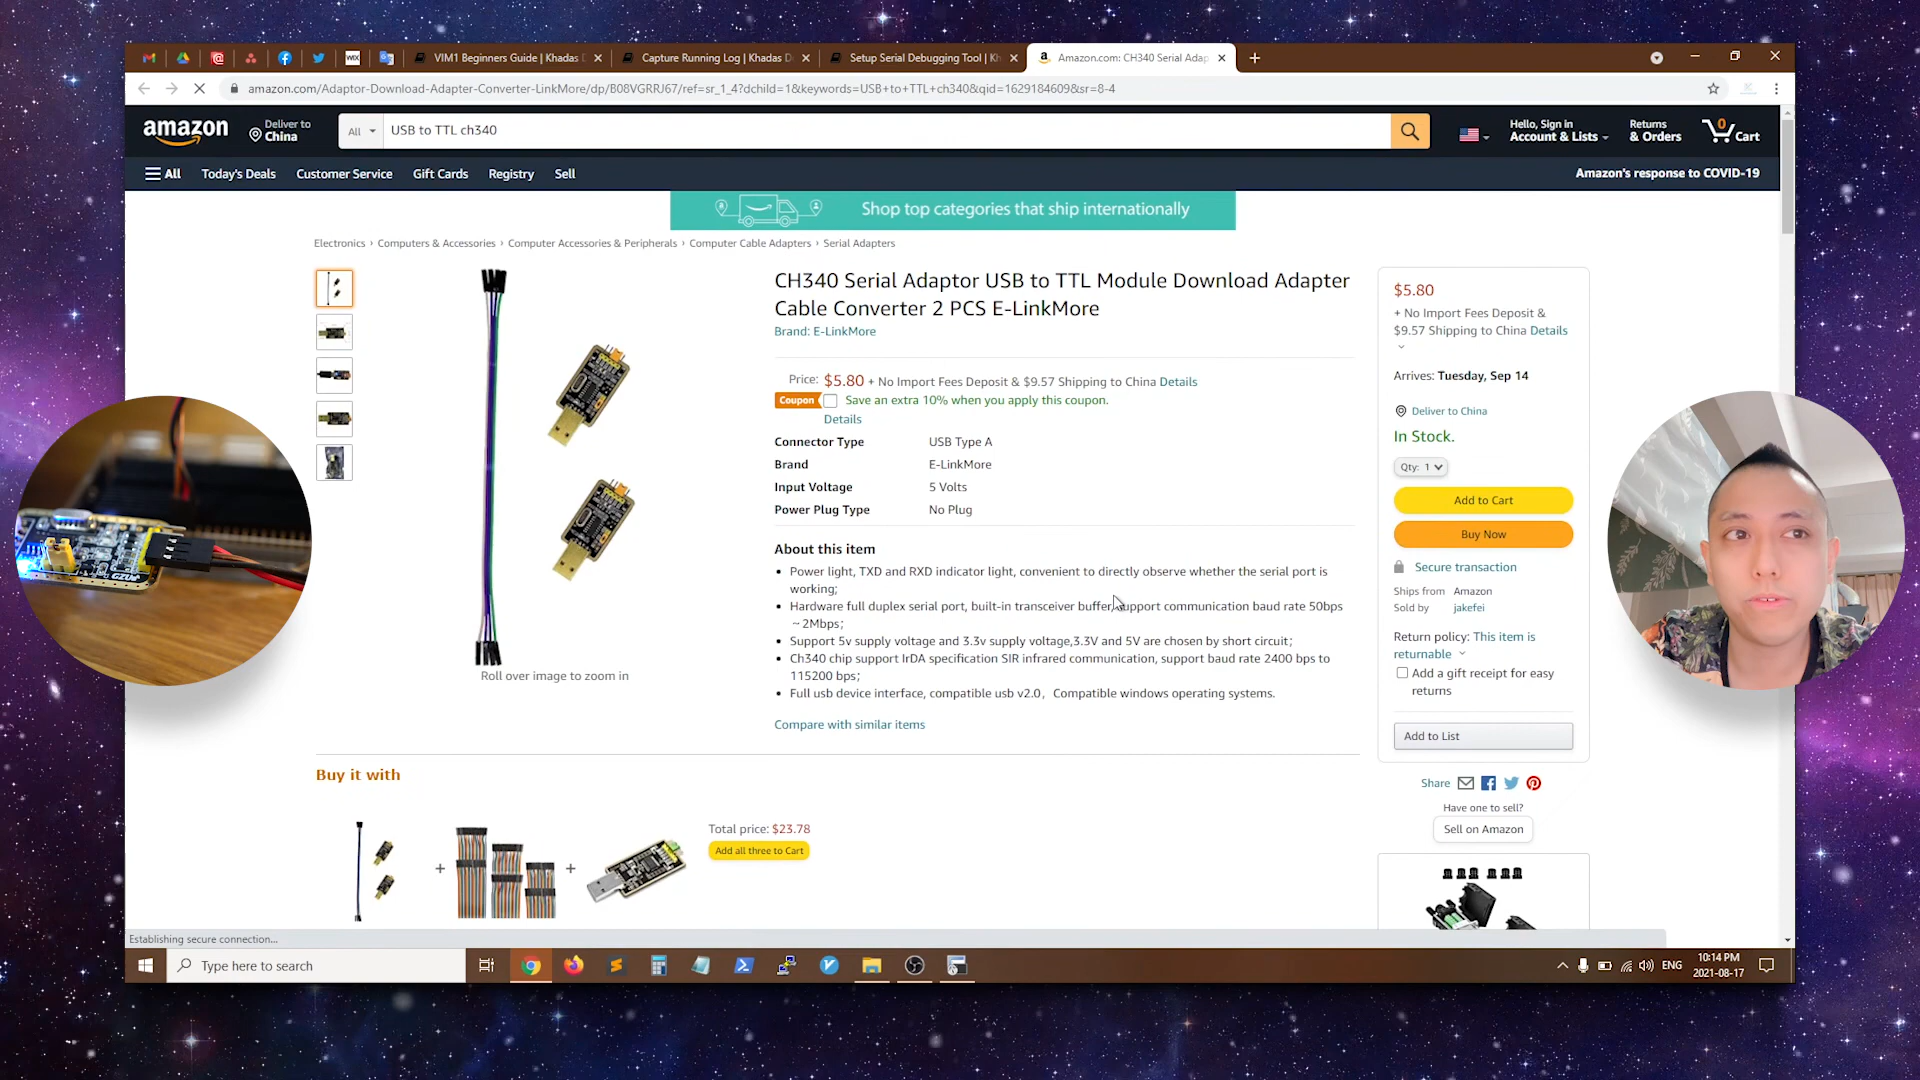 VIM1 Beginners Guide | Khadas D
Capture Running Log | Khadas D
Setup Serial Debugging Tool | Kh
Amazon.com: CH340 Serial Adap
amazon.com/Adaptor-Download-Adapter-Converter-LinkMore/dp/B08VGRRJ67/ref=sr_1_4?dchild=1&keywords=USB+to+TTL+ch340&qid=1629184609&sr=8-4
WIX
amazon
Deliver to
China
All
USB to TTL ch340
Hello, Sign in
Account & Lists
Returns
& Orders
0
Cart
All
Today's Deals
Customer Service
Gift Cards
Registry
Sell
Amazon's response to COVID-19
Shop top categories that ship internationally
Electronics › Computers & Accessories › Computer Accessories & Peripherals › Computer Cable Adapters › Serial Adapters
CH340 Serial Adaptor USB to TTL Module Download Adapter
Cable Converter 2 PCS E-LinkMore
Brand: E-LinkMore
Price: $5.80 + No Import Fees Deposit & $9.57 Shipping to China Details
Coupon Save an extra 10% when you apply this coupon.
Details
Connector Type USB Type A
Brand E-LinkMore
Input Voltage 5 Volts
Power Plug Type No Plug
About this item
• Power light, TXD and RXD indicator light, convenient to directly observe whether the serial port is
working;
• Hardware full duplex serial port, built-in transceiver buffer, support communication baud rate 50bps
~2Mbps;
• Support 5v supply voltage and 3.3v supply voltage,3.3V and 5V are chosen by short circuit;
• Ch340 chip support IrDA specification SIR infrared communication, support baud rate 2400 bps to
115200 bps;
• Full usb device interface, compatible usb v2.0, Compatible windows operating systems.
Compare with similar items
Roll over image to zoom in
$5.80
+ No Import Fees Deposit &
$9.57 Shipping to China Details
Arrives: Tuesday, Sep 14
Deliver to China
In Stock.
Qty: 1
Add to Cart
Buy Now
Secure transaction
Ships from Amazon
Sold by jakefei
Return policy: This item is
returnable
Add a gift receipt for easy
returns
Add to List
Share
Have one to sell?
Sell on Amazon
Buy it with
+
+
Total price: $23.78
Add all three to Cart
Establishing secure connection...
Type here to search
ENG
10:14 PM
2021-08-17